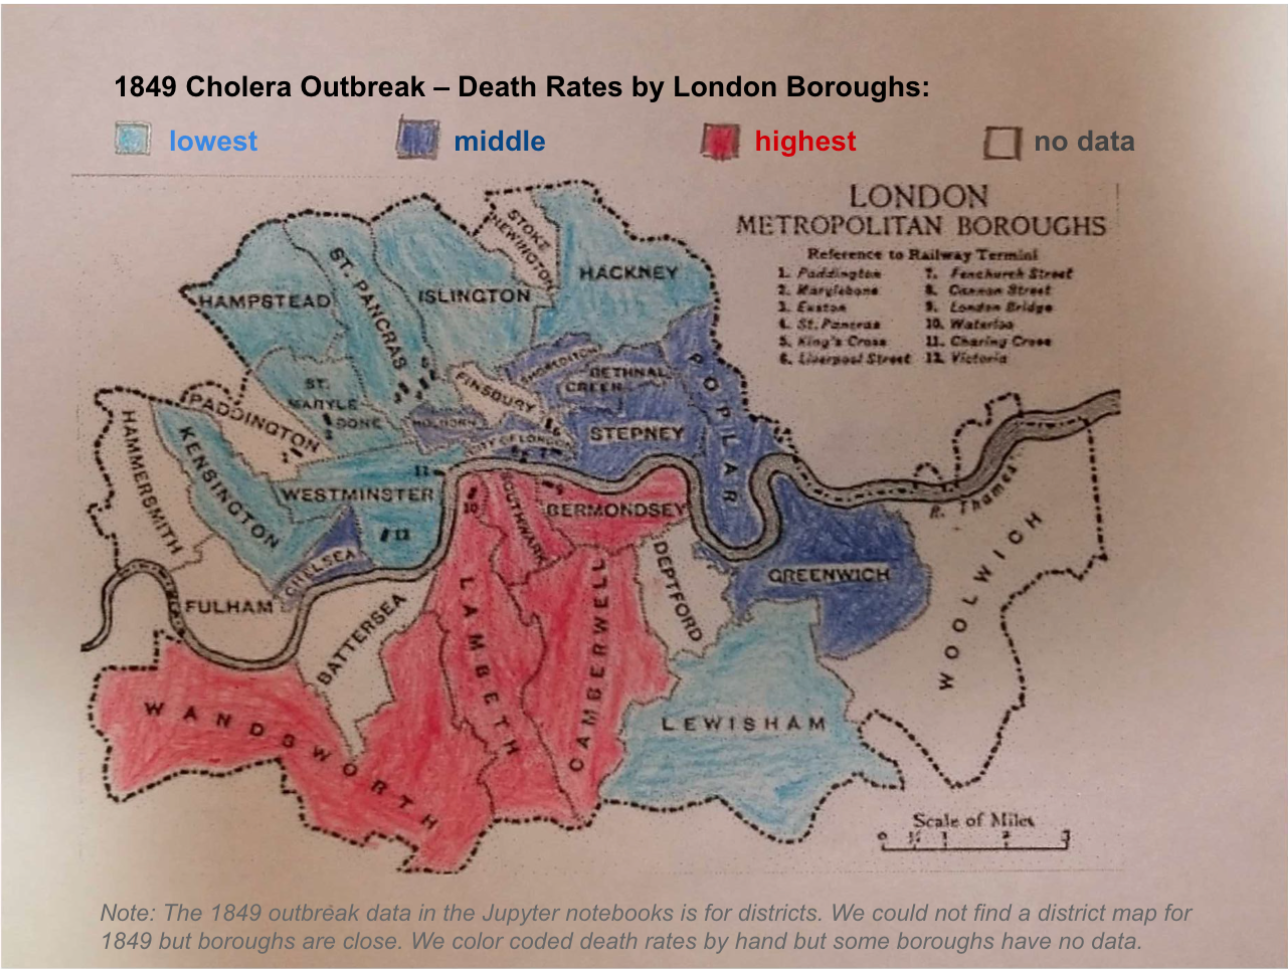 1849 Cholera Outbreak – Death Rates by London Boroughs:
lowest
middle
highest
no data
LONDON
METROPOLITAN BOROUGHS
Reference to Railway Termini
1. Paddington
2. Marylebone
3. Euston
4. St. Pancras
5. King's Cross
6. Liverpool Street
7. Fenchurch Street
8. Cannon Street
9. London Bridge
10. Waterloo
11. Charing Cross
12. Victoria
STOKE
NEWINGTON
HACKNEY
ST. PANCRAS
ISLINGTON
HAMPSTEAD
POPLAR
SHOREDITCH
BETHNAL
GREEN
FINSBURY
ST.
MARYLE
BONE
PADDINGTON
HOLBORN
CITY OF LONDON
STEPNEY
HAMMERSMITH
KENSINGTON
WESTMINSTER
11
12
10
SOUTHWARK
BERMONDSEY
R. Thames
CHELSEA
FULHAM
BATTERSEA
DEPTFORD
GREENWICH
WOOLWICH
LAMBETH
CAMBERWELL
LEWISHAM
WANDSWORTH
Scale of Miles
0 ½ 1 2 3
Note: The 1849 outbreak data in the Jupyter notebooks is for districts. We could not find a district map for
1849 but boroughs are close. We color coded death rates by hand but some boroughs have no data.